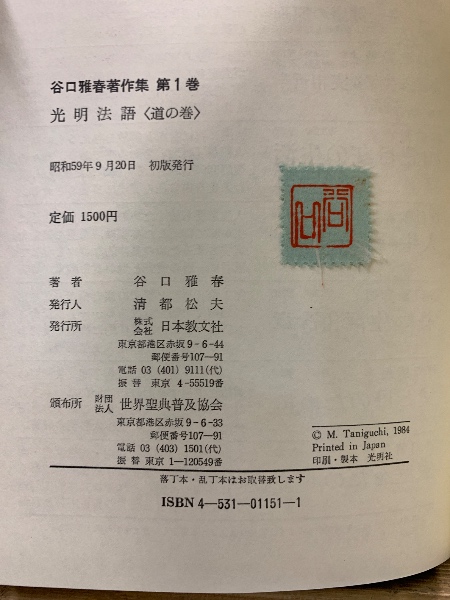 谷口雅春著作集 第1巻
光明法語〈道の巻〉
昭和59年9月20日 初版発行
定価 1500円
著者 谷口雅春
発行人 清都松夫
発行所 株式会社 日本教文社
東京都港区赤坂9-6-44
郵便番号107-91
電話 03 (401) 9111(代)
振替 東京 4-55519番
頒布所 財団法人 世界聖典普及協会
東京都港区赤坂9-6-33
郵便番号107-91
電話 03 (403) 1501(代)
振替 東京 1-120549番
© M. Taniguchi, 1984
Printed in Japan
印刷・製本 光明社
落丁本・乱丁本はお取替致します
ISBN 4-531-01151-1